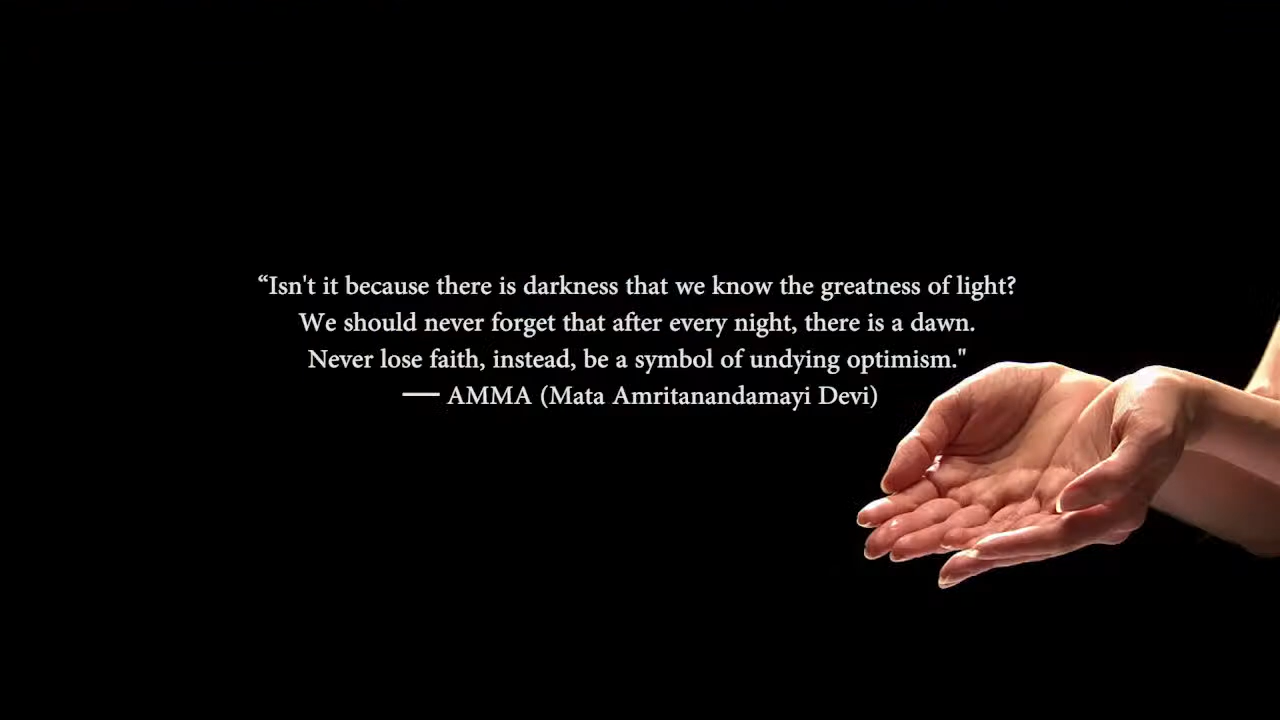 “Isn't it because there is darkness that we know the greatness of light?
We should never forget that after every night, there is a dawn.
Never lose faith, instead, be a symbol of undying optimism."
── AMMA (Mata Amritanandamayi Devi)